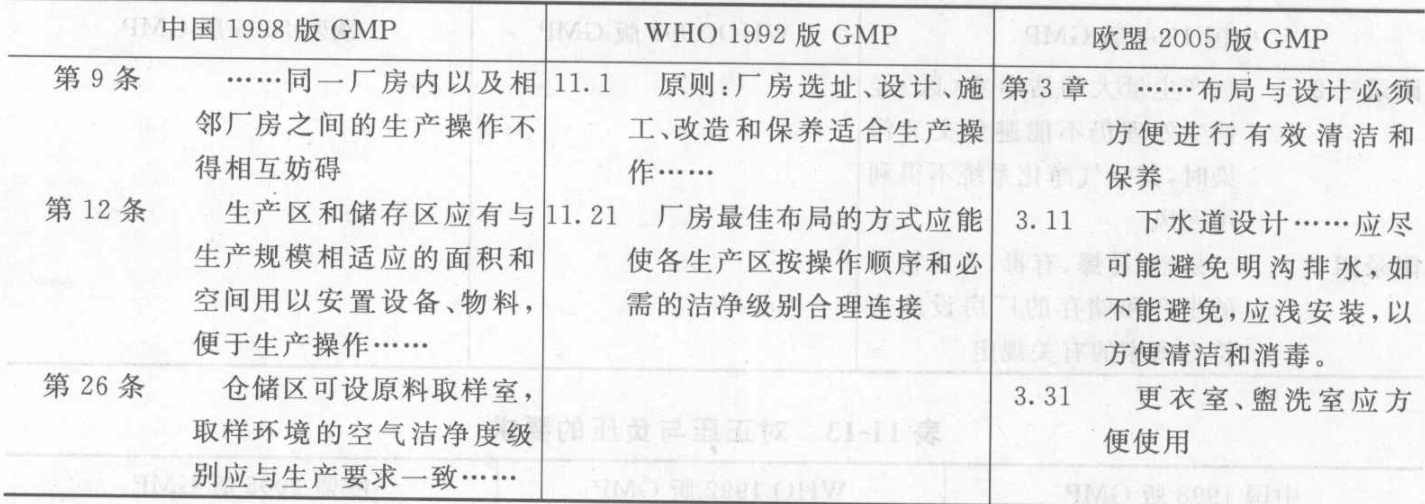 中国 1998 版 GMP
WHO 1992 版 GMP
欧盟 2005 版 GMP
第 9 条 ……同一厂房内以及相
邻厂房之间的生产操作不
得相互妨碍
第 12 条 生产区和储存区应有与
生产规模相适应的面积和
空间用以安置设备、物料,
便于生产操作……
第 26 条 仓储区可设原料取样室,
取样环境的空气洁净度级
别应与生产要求一致……
11.1 原则:厂房选址、设计、施
工、改造和保养适合生产操
作……
11.21 厂房最佳布局的方式应能
使各生产区按操作顺序和必
需的洁净级别合理连接
第 3 章 ……布局与设计必须
方便进行有效清洁和
保养
3.11 下水道设计……应尽
可能避免明沟排水,如
不能避免,应浅安装,以
方便清洁和消毒。
3.31 更衣室、盥洗室应方
便使用